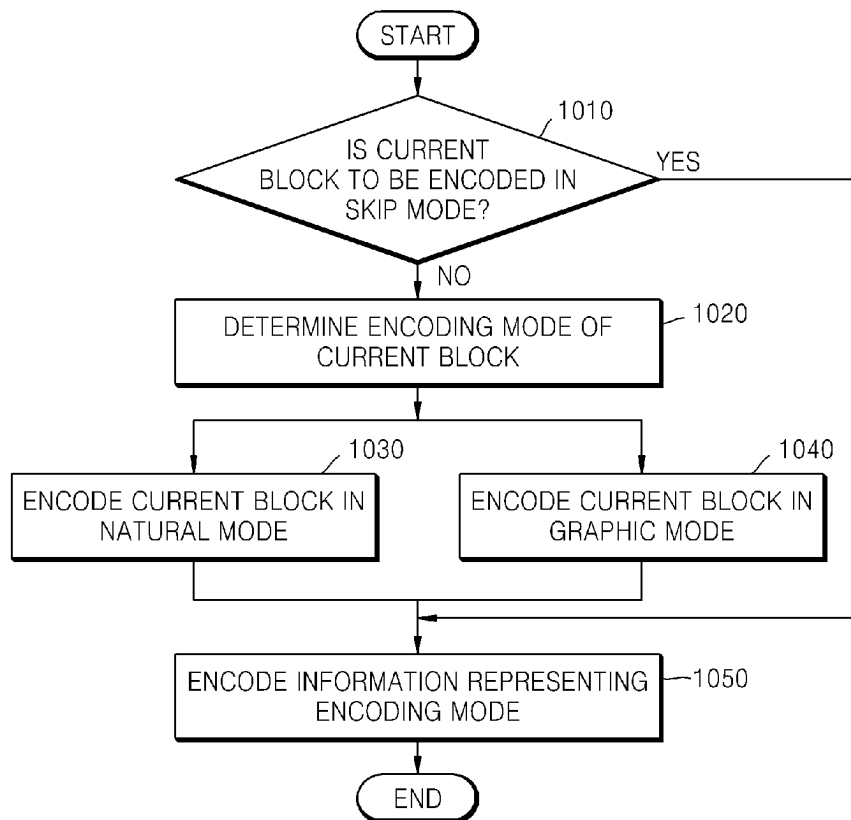 START
1010
IS CURRENT
BLOCK TO BE ENCODED IN
SKIP MODE?
YES
NO
DETERMINE ENCODING MODE OF
CURRENT BLOCK
1020
1030
ENCODE CURRENT BLOCK IN
NATURAL MODE
1040
ENCODE CURRENT BLOCK IN
GRAPHIC MODE
ENCODE INFORMATION REPRESENTING
ENCODING MODE
1050
END